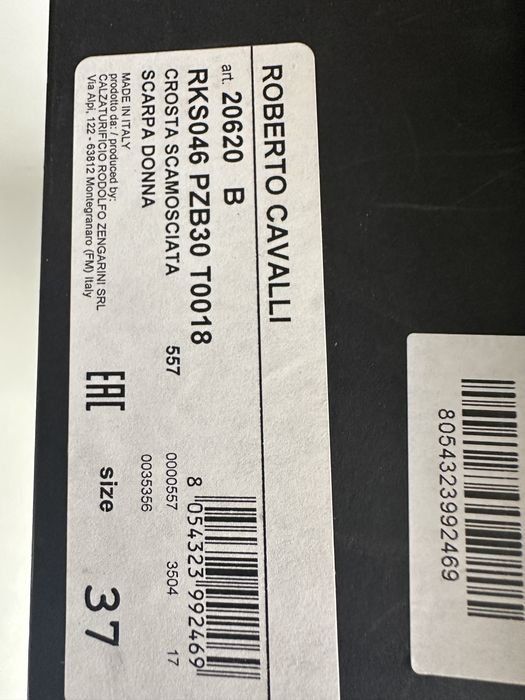 ROBERTO CAVALLI
art. 20620 B
RKS046 PZB30 T0018
CROSTA SCAMOSCIATA 557
SCARPA DONNA
8 054323 992469
0000557 3504 17
0035356
MADE IN ITALY
prodotto da: / produced by:
CALZATURIFICIO RODOLFO ZENGARINI SRL
Via Alpi, 122 - 63812 Montegranaro (FM) Italy
EAC
size 37
8054323992469